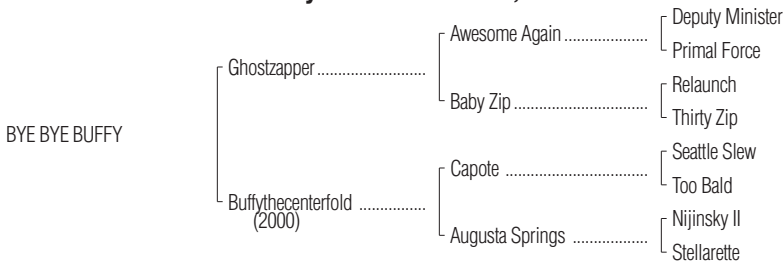 Deputy Minister
Awesome Again ....................
Primal Force
Ghostzapper ..........................
Relaunch
Baby Zip ................................
Thirty Zip
BYE BYE BUFFY
Seattle Slew
Capote ..................................
Too Bald
Buffythecenterfold ................
(2000)
Nijinsky II
Augusta Springs ..................
Stellarette